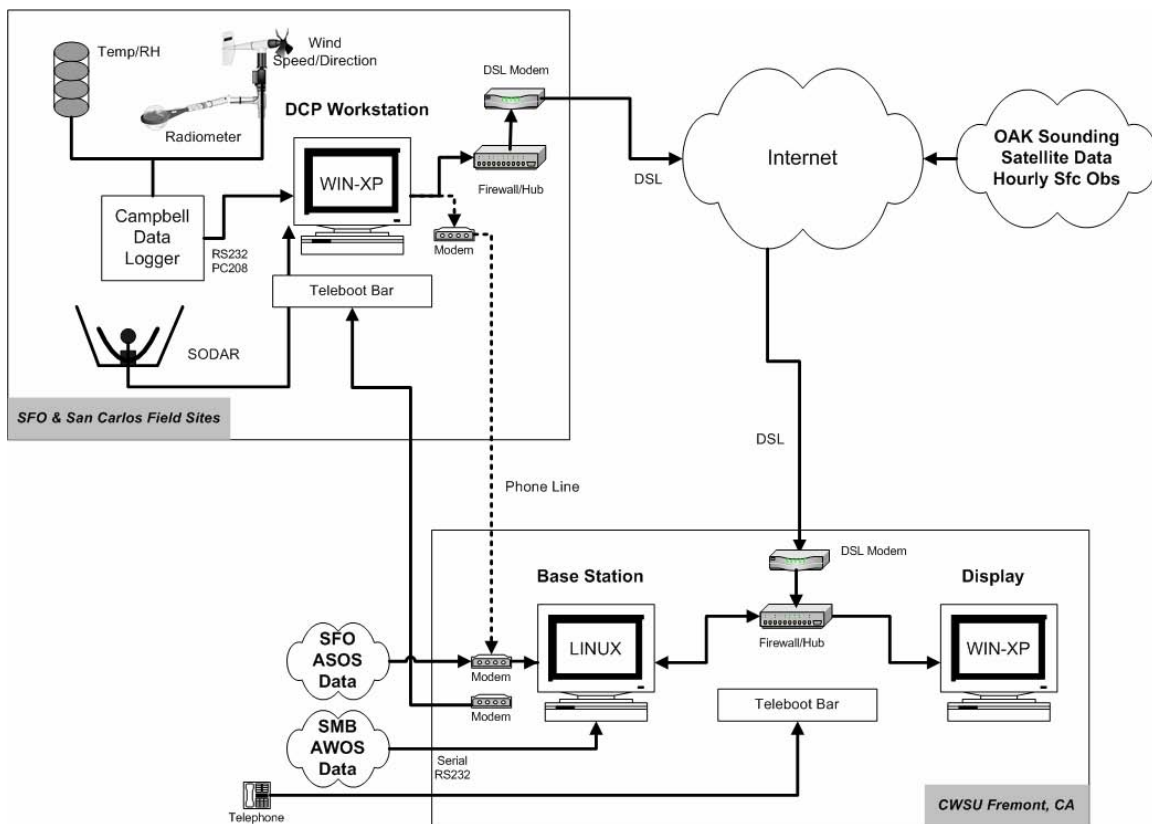 Temp/RH
Wind
Speed/Direction
Radiometer
DCP Workstation
WIN-XP
DSL Modem
Firewall/Hub
Modem
DSL
Internet
OAK Sounding
Satellite Data
Hourly Sfc Obs
Campbell
Data
Logger
RS232
PC208
Teleboot Bar
SODAR
SFO & San Carlos Field Sites
Phone Line
DSL
DSL Modem
Base Station
Display
LINUX
Firewall/Hub
WIN-XP
SFO
ASOS
Data
Modem
Modem
Teleboot Bar
SMB
AWOS
Data
Serial
RS232
Telephone
CWSU Fremont, CA